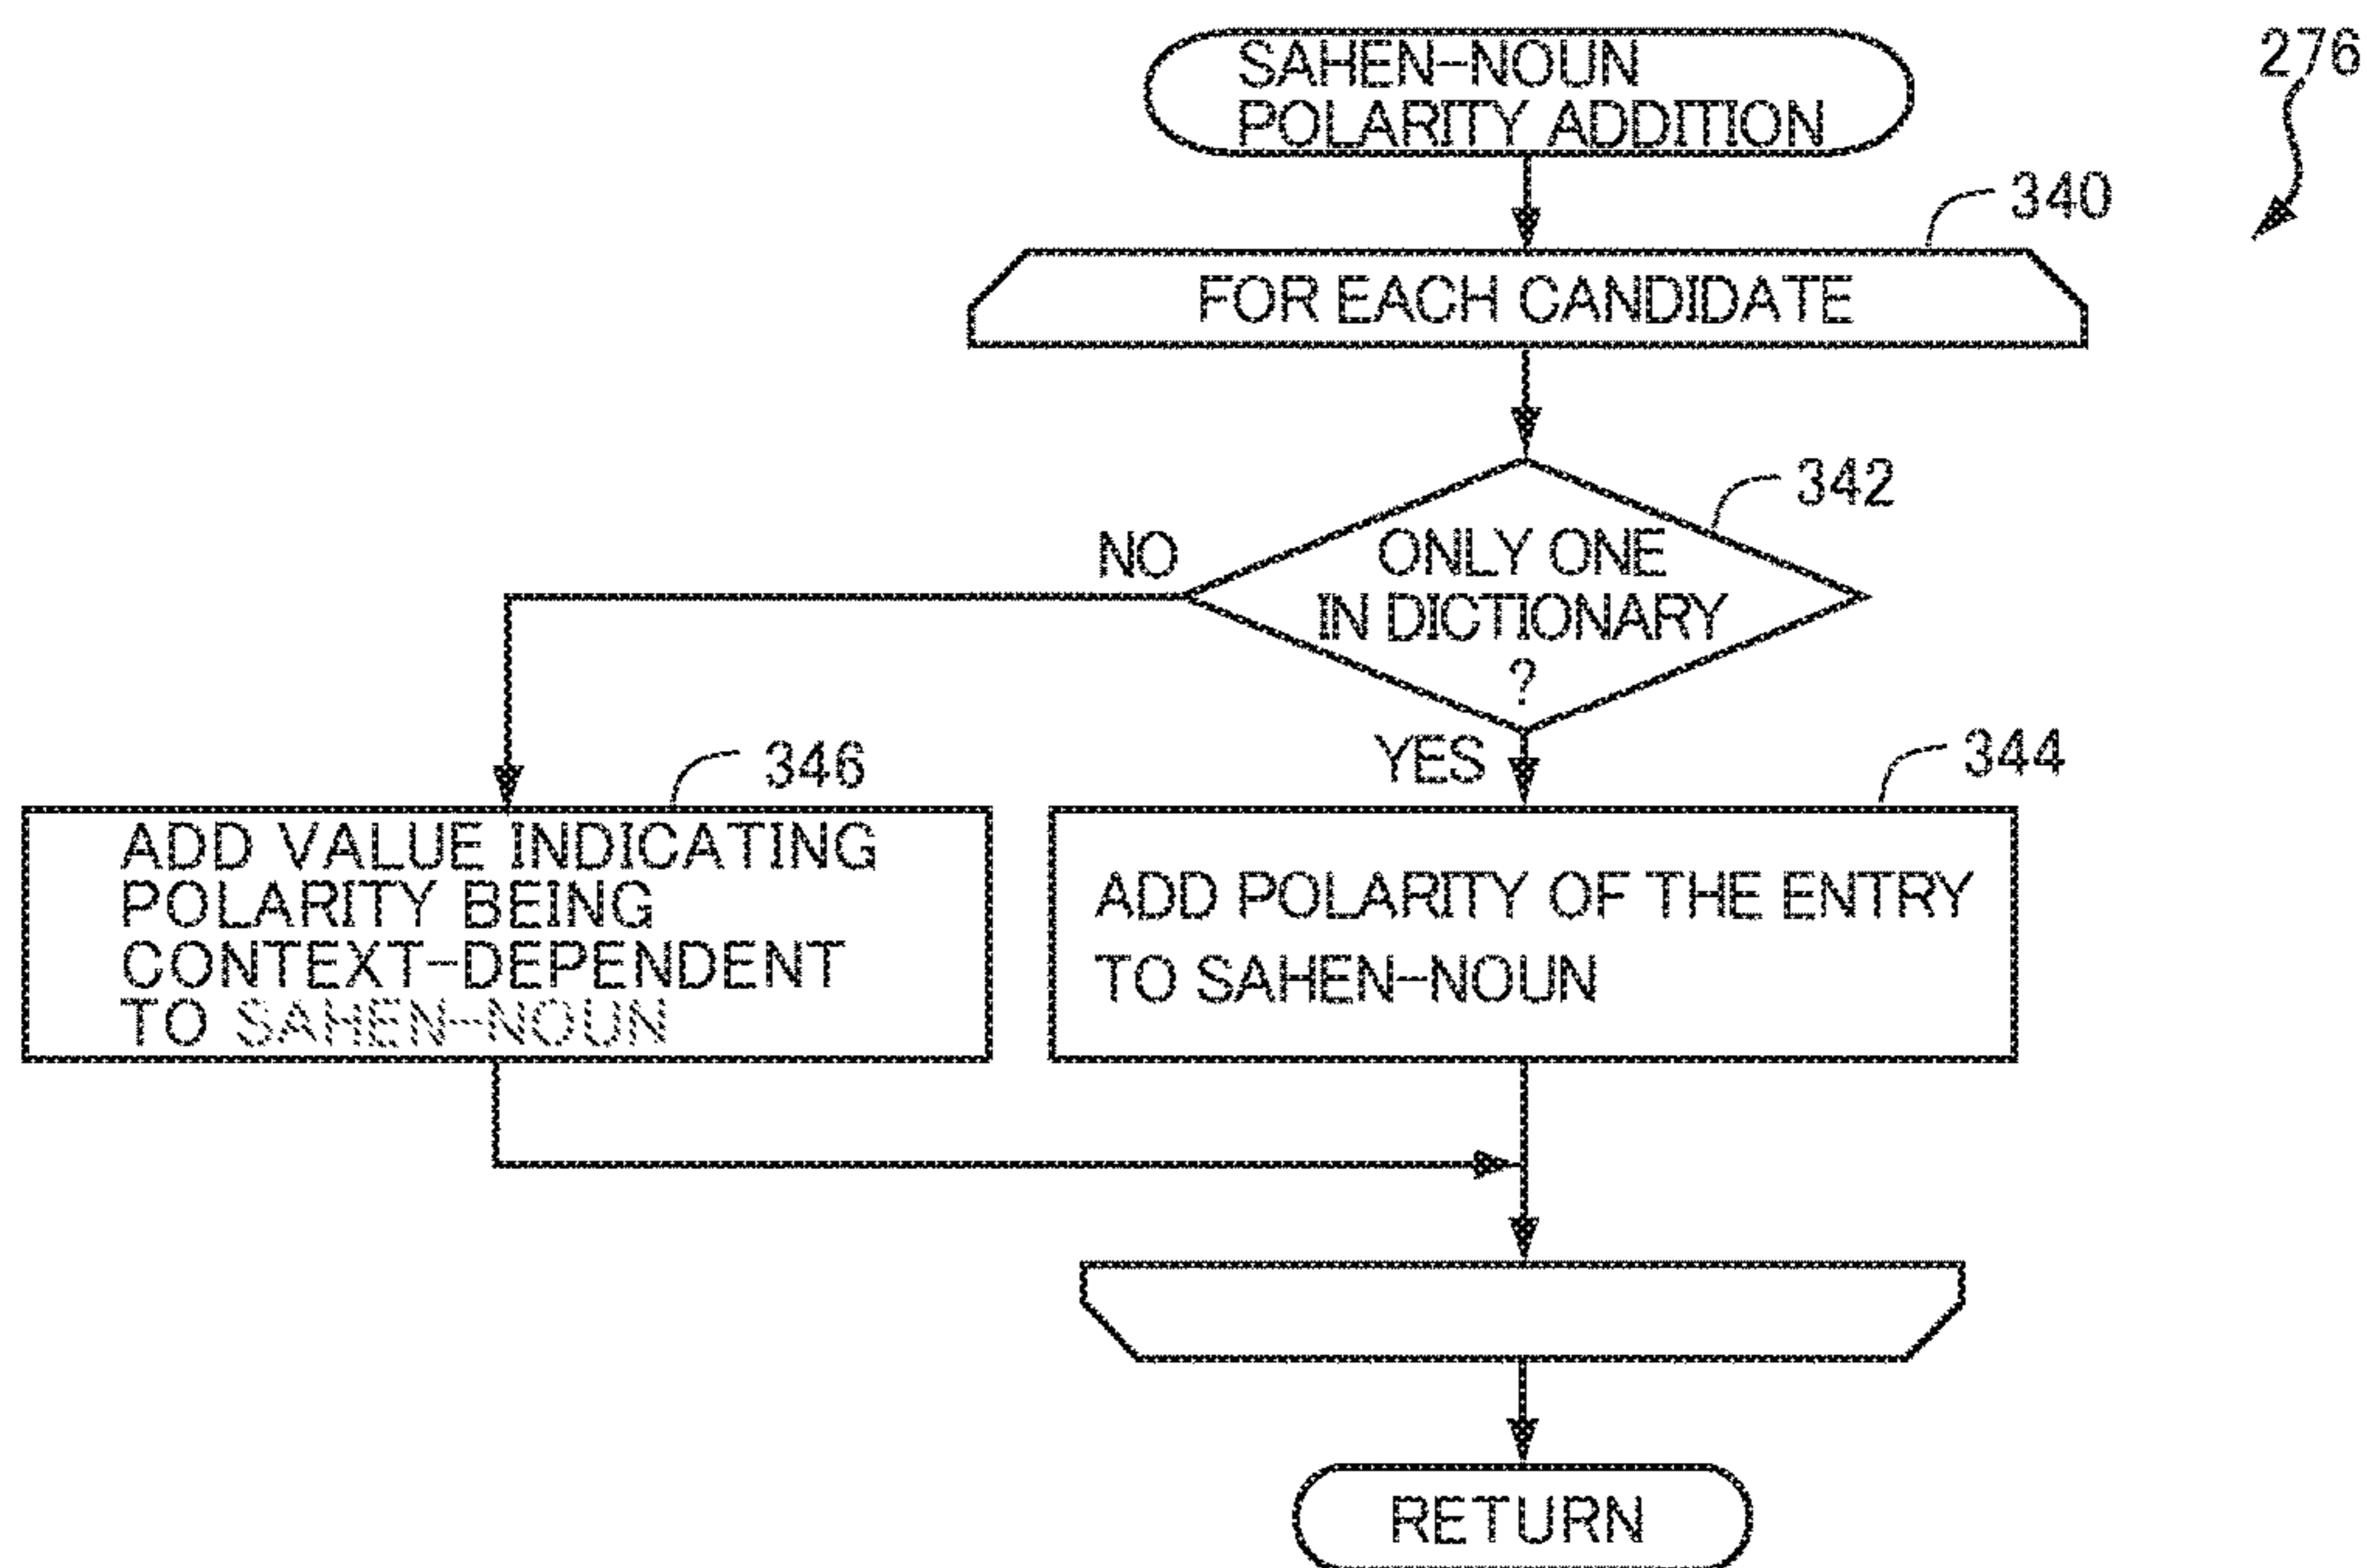 SAHEN-NOUN
POLARITY ADDITION
276
340
FOR EACH CANDIDATE
342
NO
ONLY ONE
IN DICTIONARY
?
YES
346
344
ADD VALUE INDICATING
POLARITY BEING
CONTEXT-DEPENDENT
TO SAHEN-NOUN
ADD POLARITY OF THE ENTRY
TO SAHEN-NOUN
RETURN